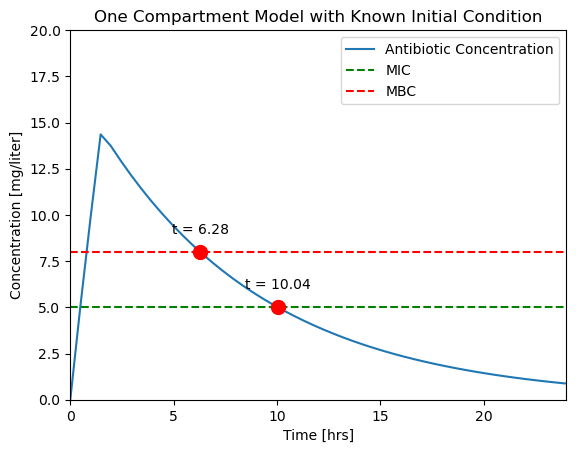 One Compartment Model with Known Initial Condition
Antibiotic Concentration
MIC
MBC
t = 6.28
t = 10.04
Concentration [mg/liter]
20.0
17.5
15.0
12.5
10.0
7.5
5.0
2.5
0.0
0
5
10
15
20
Time [hrs]